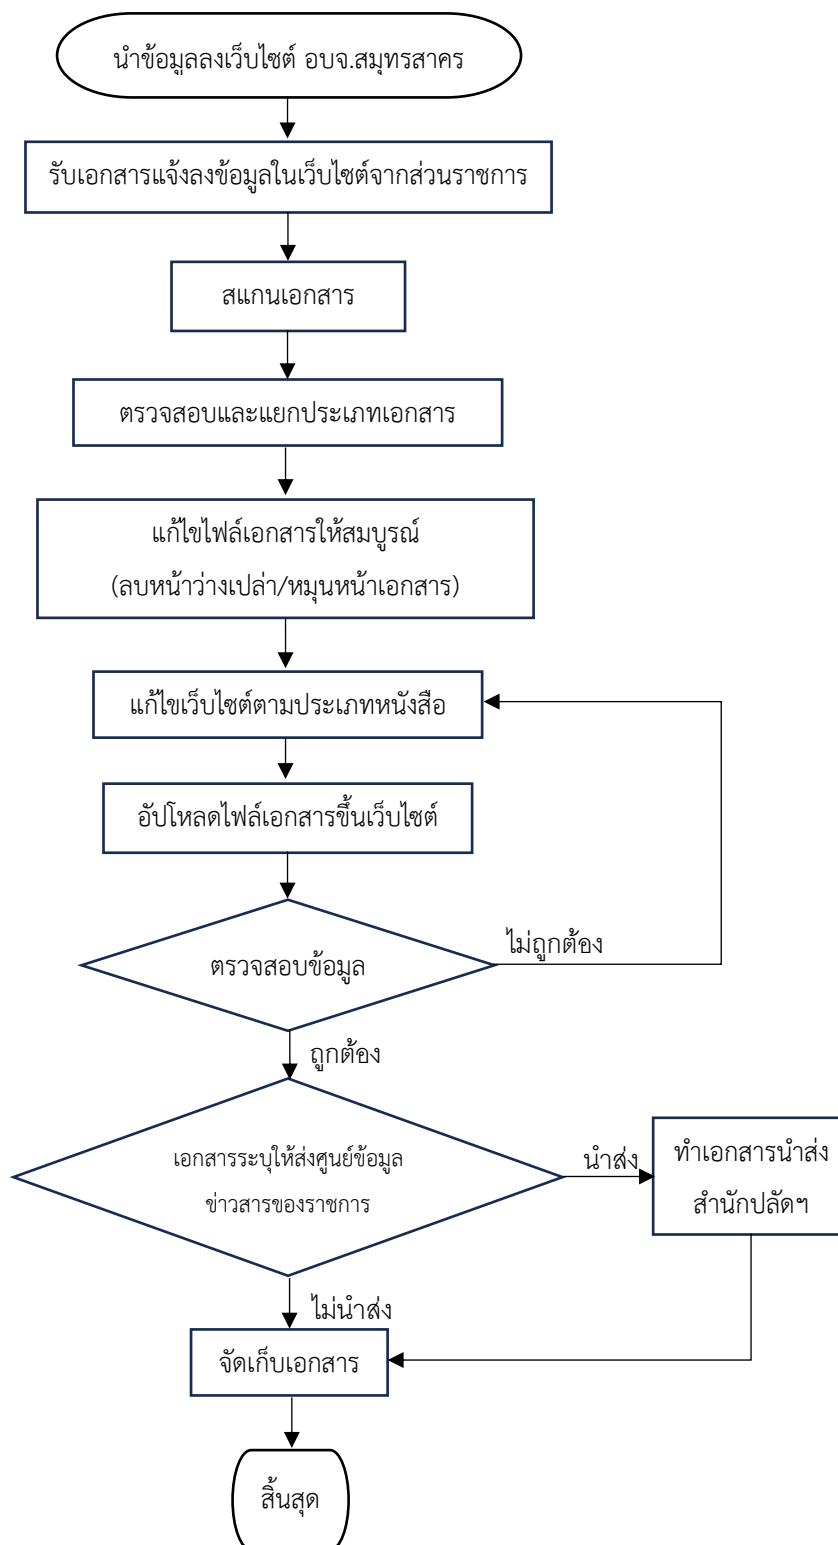 นำข้อมูลลงเว็บไซต์ อบจ.สมุทรสาคร
รับเอกสารแจ้งลงข้อมูลในเว็บไซต์จากส่วนราชการ
สแกนเอกสาร
ตรวจสอบและแยกประเภทเอกสาร
แก้ไขไฟล์เอกสารให้สมบูรณ์
(ลบหน้าว่างเปล่า/หมุนหน้าเอกสาร)
แก้ไขเว็บไซต์ตามประเภทหนังสือ
อัปโหลดไฟล์เอกสารขึ้นเว็บไซต์
ตรวจสอบข้อมูล
ไม่ถูกต้อง
ถูกต้อง
เอกสารระบุให้ส่งศูนย์ข้อมูล
ข่าวสารของราชการ
นำส่ง
ทำเอกสารนำส่ง
สำนักปลัดฯ
ไม่นำส่ง
จัดเก็บเอกสาร
สิ้นสุด